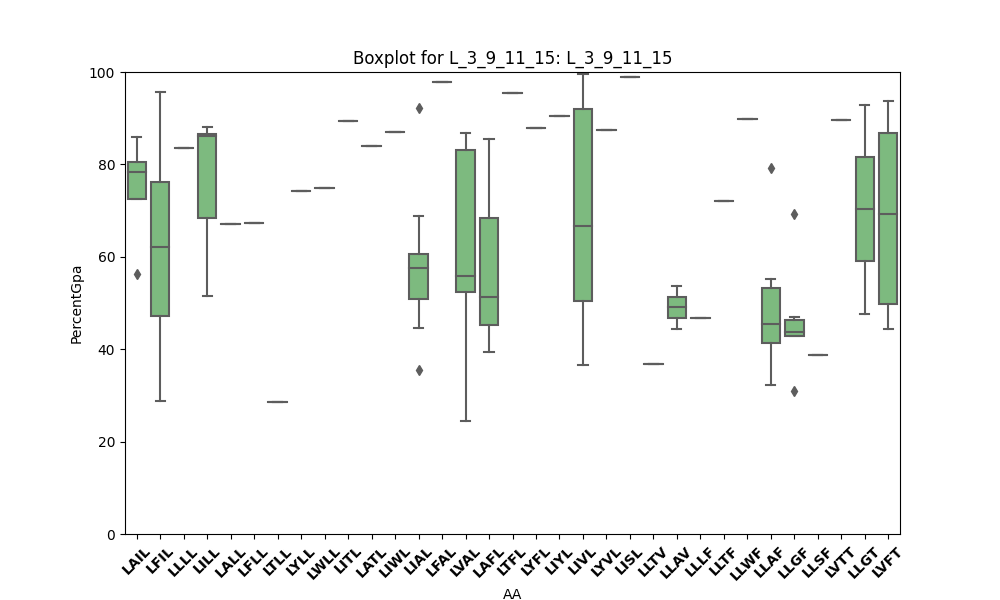 Boxplot for L_3_9_11_15: L_3_9_11_15
100
80
60
40
20
0
PercentGpa
LAIL LFIL LLLL LILL LALL LFLL LTLL LYLL LWLL LITL LATL LIWL LIAL LFAL LVAL LAFL LTFL LYFL LIYL LIVL LYVL LISL LLTV LLAV LLLF LLTF LLWF LLAF LLGF LLSF LVTT LLGT LVFT
AA